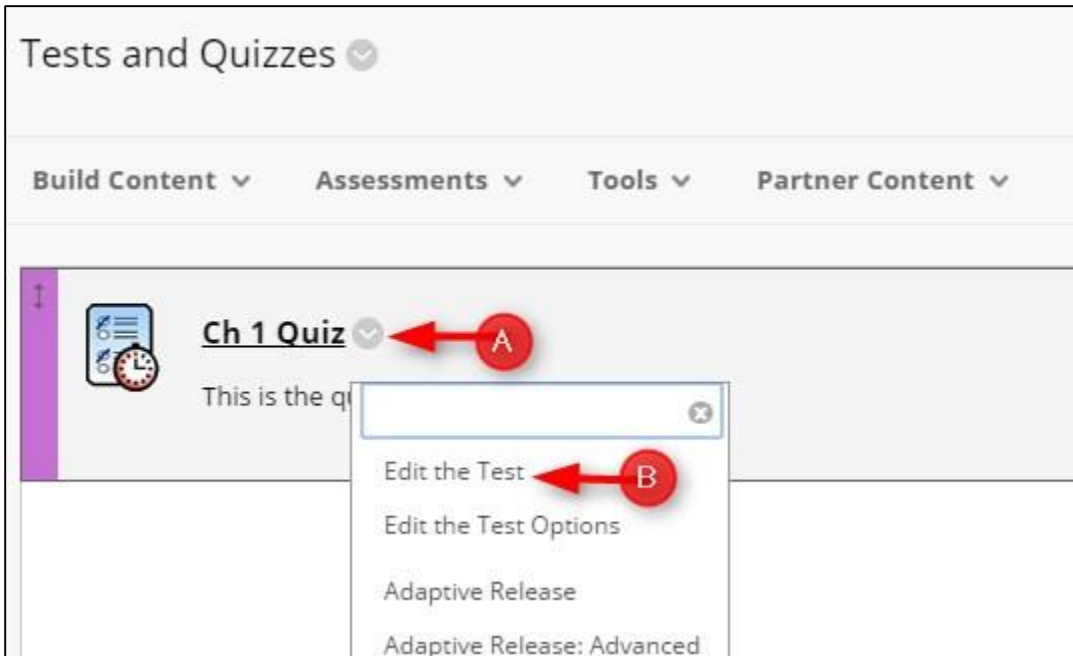 Tests and Quizzes
Build Content Assessments Tools Partner Content
Ch 1 Quiz
A
This is the
Edit the Test
B
Edit the Test Options
Adaptive Release
Adaptive Release: Advanced